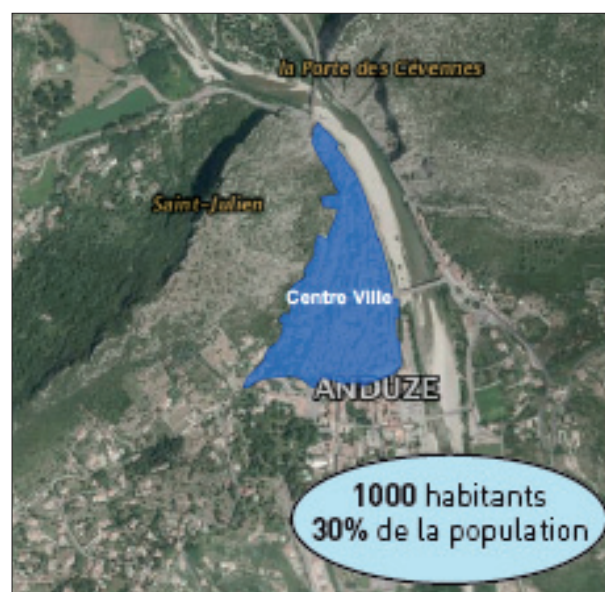 la Porte des Cévennes
Saint-Julien
Centre Ville
ANDUZE
1000 habitants
30% de la population